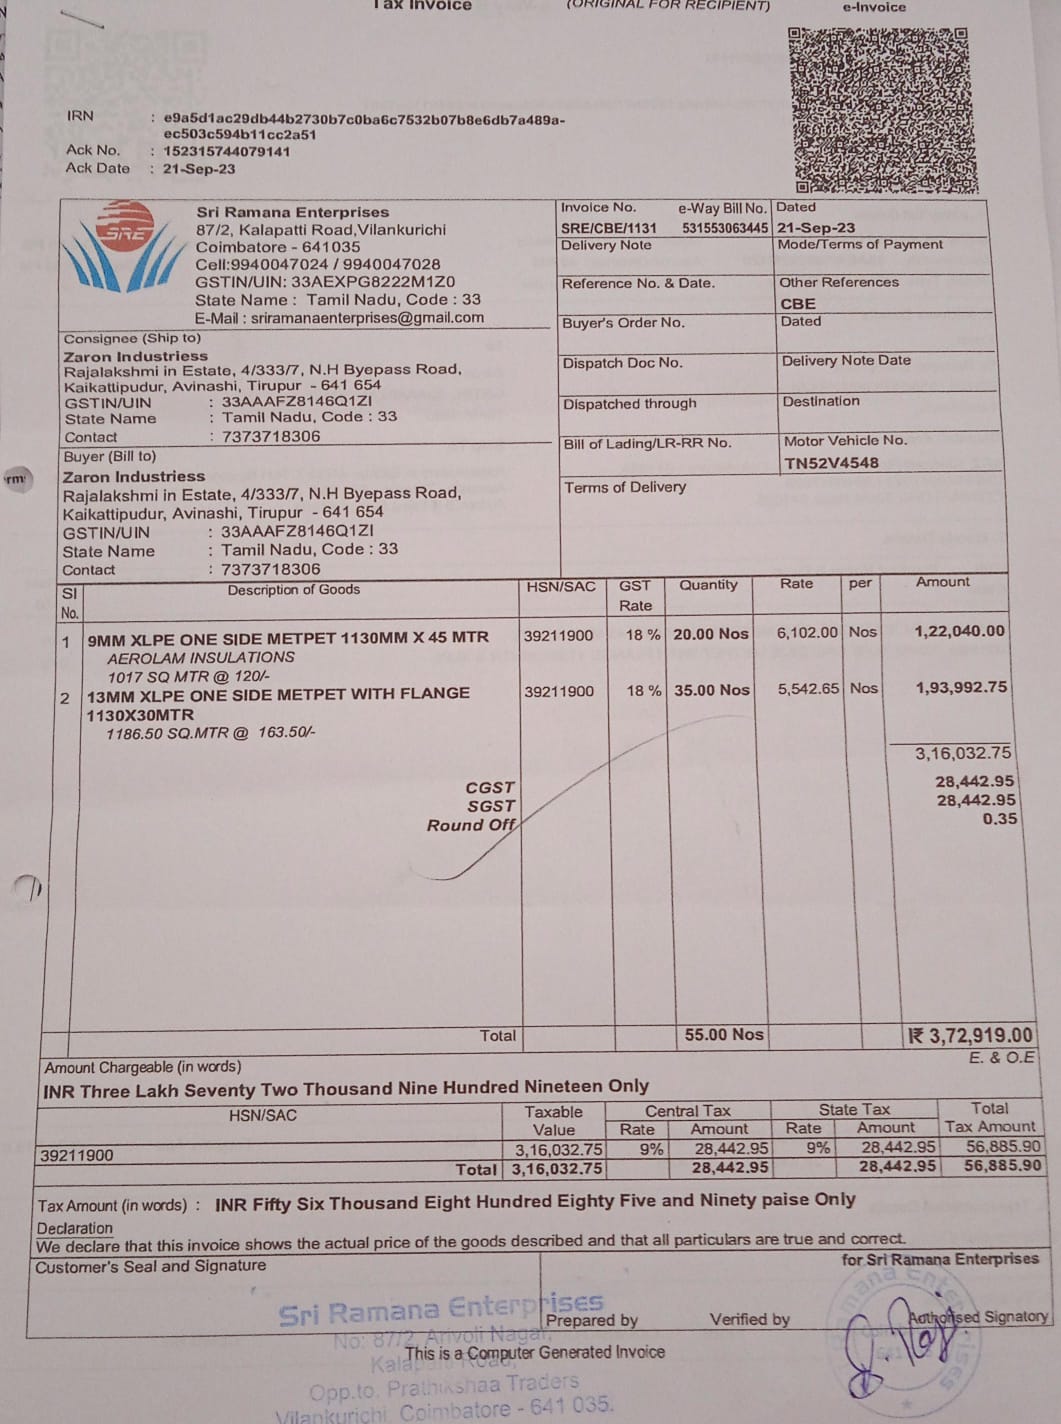 Tax Invoice (ORIGINAL FOR RECIPIENT) e-Invoice
IRN : e9a5d1ac29db44b2730b7c0ba6c7532b07b8e6db7a489a-
ec503c594b11cc2a51
Ack No. : 152315744079141
Ack Date : 21-Sep-23
SRE
Sri Ramana Enterprises
87/2, Kalapatti Road,Vilankurichi
Coimbatore - 641035
Cell:9940047024 / 9940047028
GSTIN/UIN: 33AEXPG8222M1Z0
State Name : Tamil Nadu, Code : 33
E-Mail : sriramanaenterprises@gmail.com
Invoice No. e-Way Bill No. Dated
SRE/CBE/1131 531553063445 21-Sep-23
Delivery Note Mode/Terms of Payment
Reference No. & Date. Other References
CBE
Buyer's Order No. Dated
Dispatch Doc No. Delivery Note Date
Dispatched through Destination
Bill of Lading/LR-RR No. Motor Vehicle No.
TN52V4548
Terms of Delivery
Consignee (Ship to)
Zaron Industriess
Rajalakshmi in Estate, 4/333/7, N.H Byepass Road,
Kaikattipudur, Avinashi, Tirupur - 641 654
GSTIN/UIN : 33AAAFZ8146Q1ZI
State Name : Tamil Nadu, Code : 33
Contact : 7373718306
Buyer (Bill to)
Zaron Industriess
Rajalakshmi in Estate, 4/333/7, N.H Byepass Road,
Kaikattipudur, Avinashi, Tirupur - 641 654
GSTIN/UIN : 33AAAFZ8146Q1ZI
State Name : Tamil Nadu, Code : 33
Contact : 7373718306
Sl No. Description of Goods HSN/SAC GST Rate Quantity Rate per Amount
1 9MM XLPE ONE SIDE METPET 1130MM X 45 MTR 39211900 18 % 20.00 Nos 6,102.00 Nos 1,22,040.00
AEROLAM INSULATIONS
1017 SQ MTR @ 120/-
2 13MM XLPE ONE SIDE METPET WITH FLANGE 39211900 18 % 35.00 Nos 5,542.65 Nos 1,93,992.75
1130X30MTR
1186.50 SQ.MTR @ 163.50/-
3,16,032.75
CGST 28,442.95
SGST 28,442.95
Round Off 0.35
Total 55.00 Nos I₹ 3,72,919.00
E. & O.E
Amount Chargeable (in words)
INR Three Lakh Seventy Two Thousand Nine Hundred Nineteen Only
HSN/SAC Taxable Value Central Tax State Tax Total Tax Amount
Rate Amount Rate Amount
39211900 3,16,032.75 9% 28,442.95 9% 28,442.95 56,885.90
Total 3,16,032.75 28,442.95 28,442.95 56,885.90
Tax Amount (in words) : INR Fifty Six Thousand Eight Hundred Eighty Five and Ninety paise Only
Declaration
We declare that this invoice shows the actual price of the goods described and that all particulars are true and correct.
Customer's Seal and Signature
for Sri Ramana Enterprises
Prepared by Verified by Authorised Signatory
This is a Computer Generated Invoice
Sri Ramana Enterprises
No: 87/2, Arivoli Nagar,
Road,
Opp.to. Prathikshaa Traders
Vilankurichi Coimbatore - 641 035.